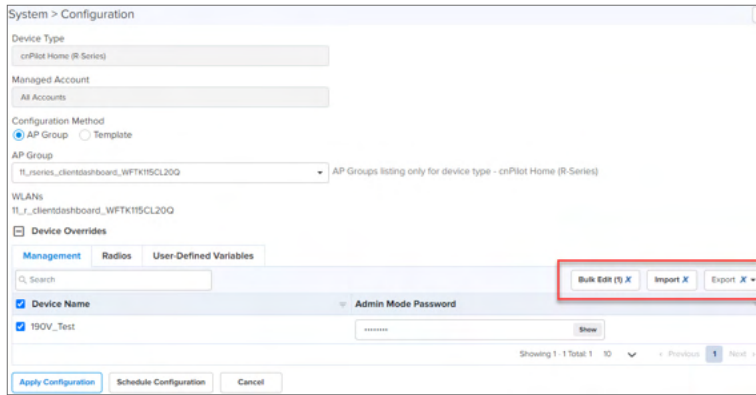 System > Configuration
Device Type
cnPilot Home (R-Series)
Managed Account
All Accounts
Configuration Method
AP Group Template
AP Group
11_rseries_clientdashboard_WFTK115CL20Q AP Groups listing only for device type - cnPilot Home (R-Series)
WLANs
11_r_clientdashboard_WFTK115CL20Q
Device Overrides
Management Radios User-Defined Variables
Search Bulk Edit (1) X Import X Export X
Device Name Admin Mode Password
190V_Test ******** Show
Showing 1 - 1 Total: 1 10 < Previous 1 Next >
Apply Configuration Schedule Configuration Cancel